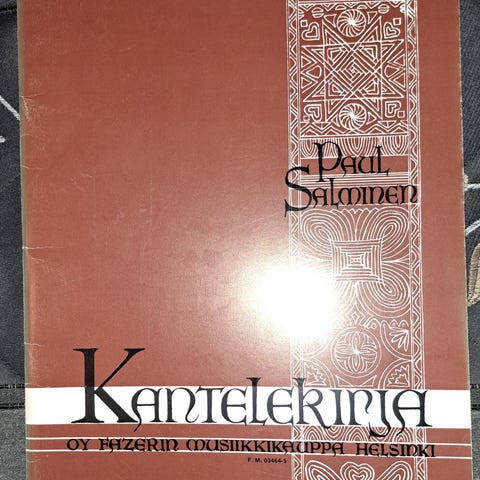 PAUL
SALMINEN
KANTELEKIRJA
OY FAZERIN MUSIIKKIKAUPPA HELSINKI
F. M. 03464-5